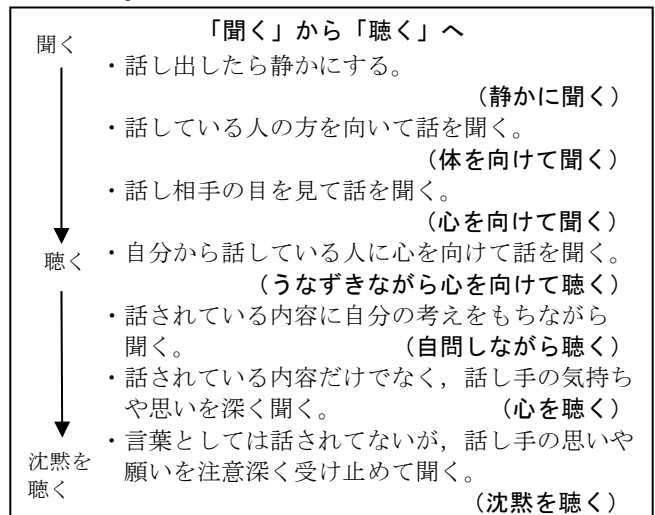 「聞く」から「聴く」へ
聞く
・話し出したら静かにする。
(静かに聞く)
・話している人の方を向いて話を聞く。
(体を向けて聞く)
・話し相手の目を見て話を聞く。
(心を向けて聞く)
聴く
・自分から話している人に心を向けて話を聞く。
(うなずきながら心を向けて聴く)
・話されている内容に自分の考えをもちながら
聞く。 (自問しながら聴く)
・話されている内容だけでなく，話し手の気持ち
や思いを深く聞く。 (心を聴く)
・言葉としては話されてないが，話し手の思いや
願いを注意深く受け止めて聞く。
(沈黙を聴く)
沈黙を
聴く